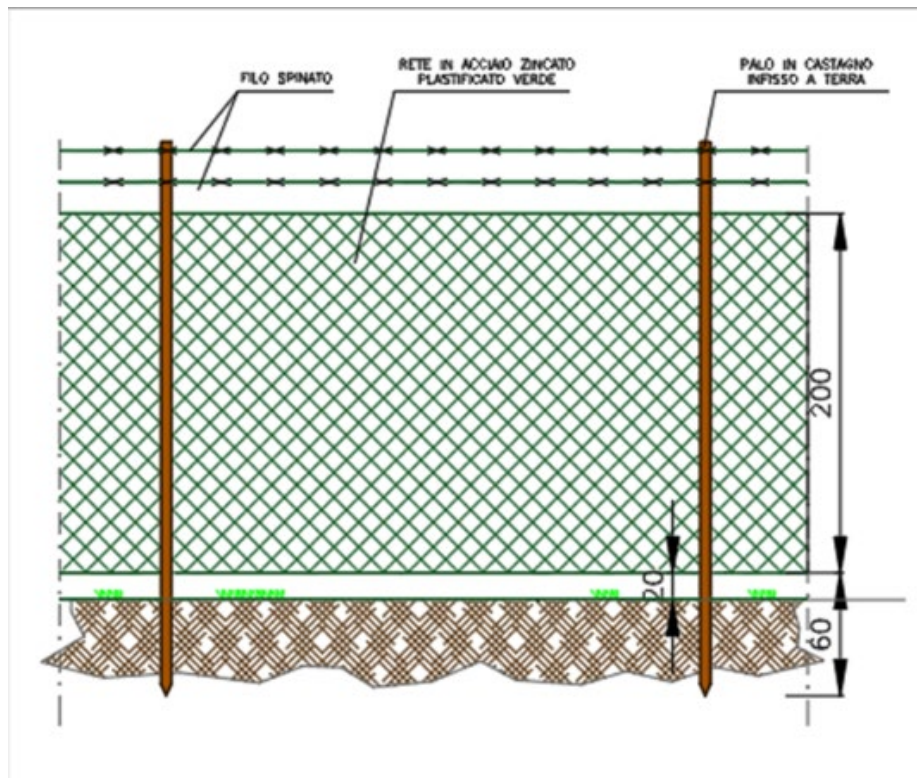 FILO SPINATO
RETE IN ACCIAIO ZINCATO
PLASTIFICATO VERDE
PALO IN CASTAGNO
INFISSO A TERRA
200
20
60